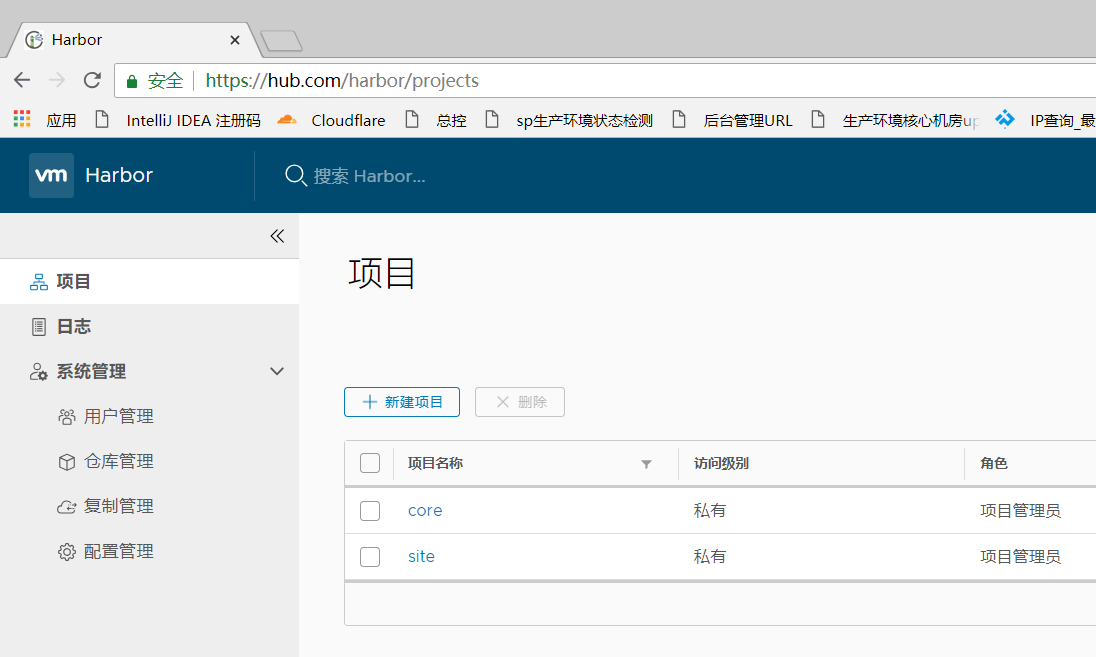 Harbor
安全 https://hub.com/harbor/projects
应用 IntelliJ IDEA 注册码 Cloudflare 总控 sp生产环境状态检测 后台管理URL 生产环境核心机房up IP查询_最
vm Harbor 搜索 Harbor...
项目
日志
系统管理
用户管理
仓库管理
复制管理
配置管理
项目
新建项目 删除
项目名称 访问级别 角色
core 私有 项目管理员
site 私有 项目管理员